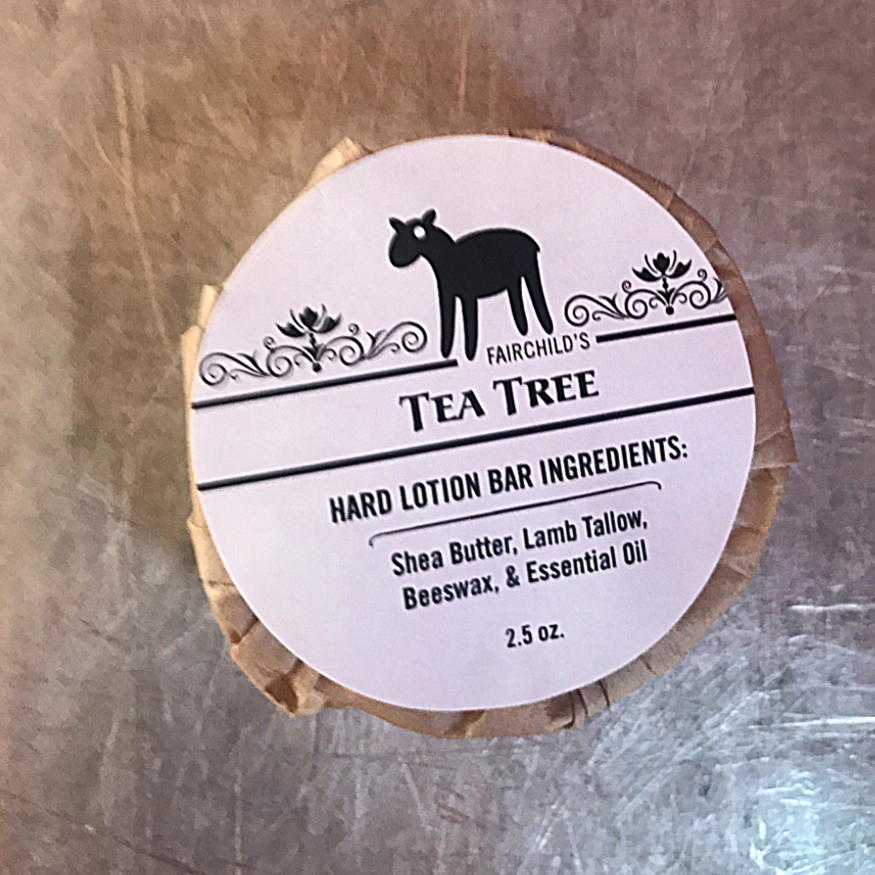 FAIRCHILD'S
TEA TREE
HARD LOTION BAR INGREDIENTS:
Shea Butter, Lamb Tallow,
Beeswax, & Essential Oil
2.5 oz.